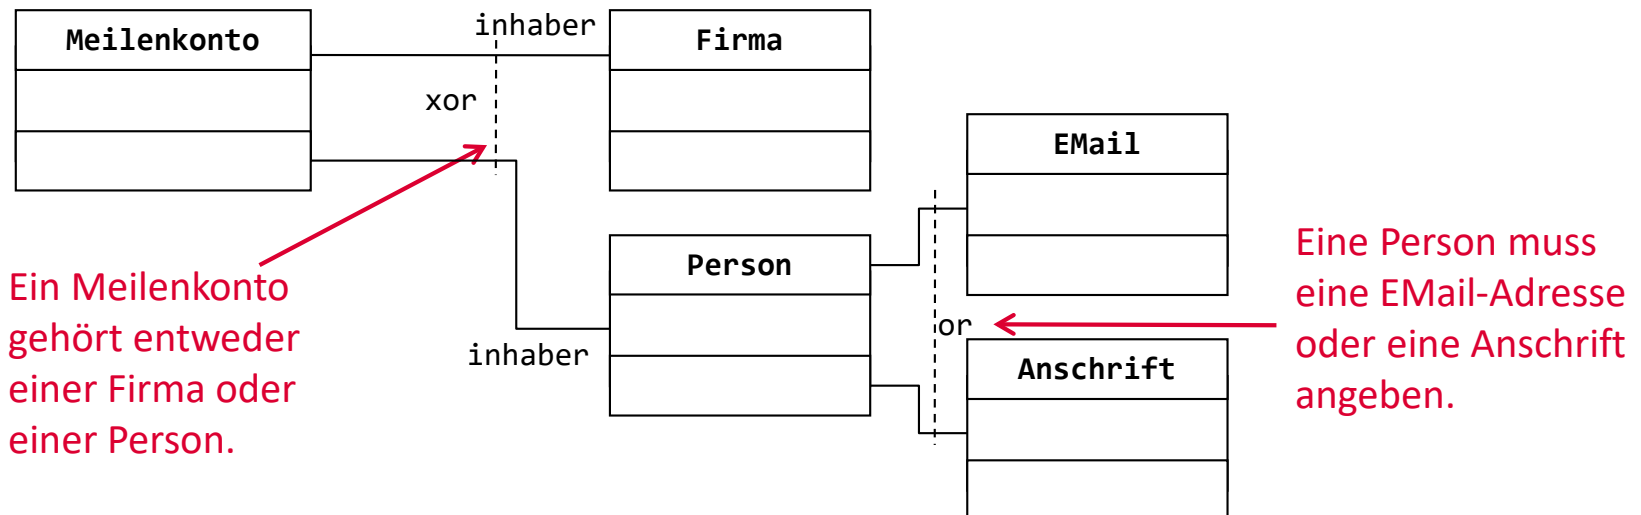 Meilenkonto
inhaber
Firma
xor
EMail
Person
inhaber
or
Anschrift
Ein Meilenkonto
gehört entweder
einer Firma oder
einer Person.
Eine Person muss
eine EMail-Adresse
oder eine Anschrift
angeben.